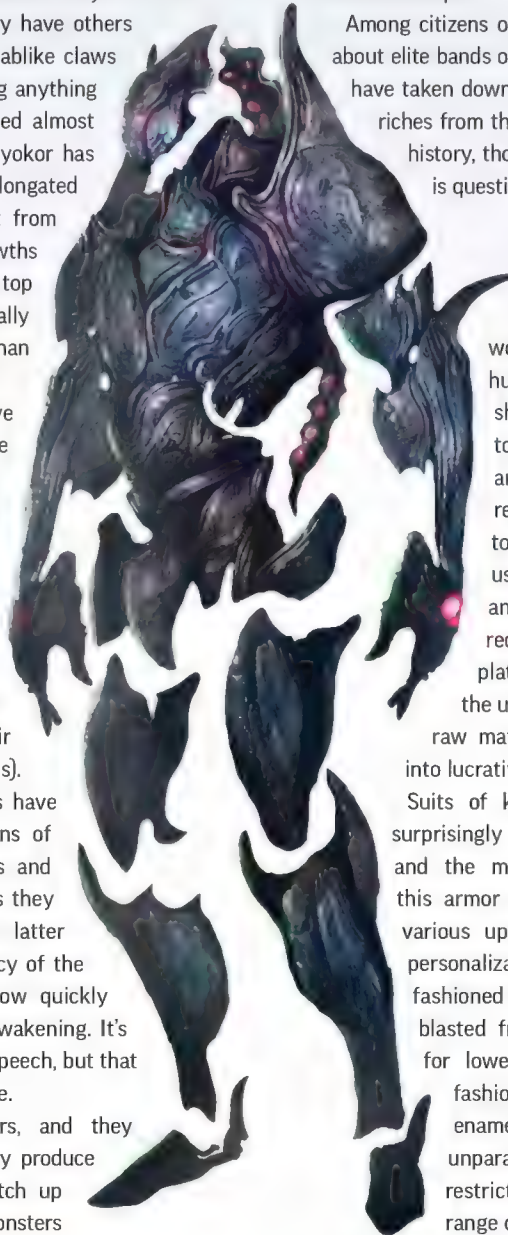 y have others
ablike claws
g anything
ed almost
yokor has
longated
from
wths
top
ally
nan
ve
e
ir
s).
s have
ns of
s and
s they
latter
cy of the
ow quickly
wakening. It's
peech, but that
e.
rs, and they
y produce
tch up
onsters
Among citizens o
about elite bands o
have taken down
riches from th
history, tho
is questi
we
hu
sh
to
ar
re
to
us
an
rec
plat
the u
raw mat
into lucrativ
Suits of k
surprisingly
and the m
this armor
various up
personaliza
fashioned
blasted fr
for lowe
fashio
ename
unpara
restrict
range o